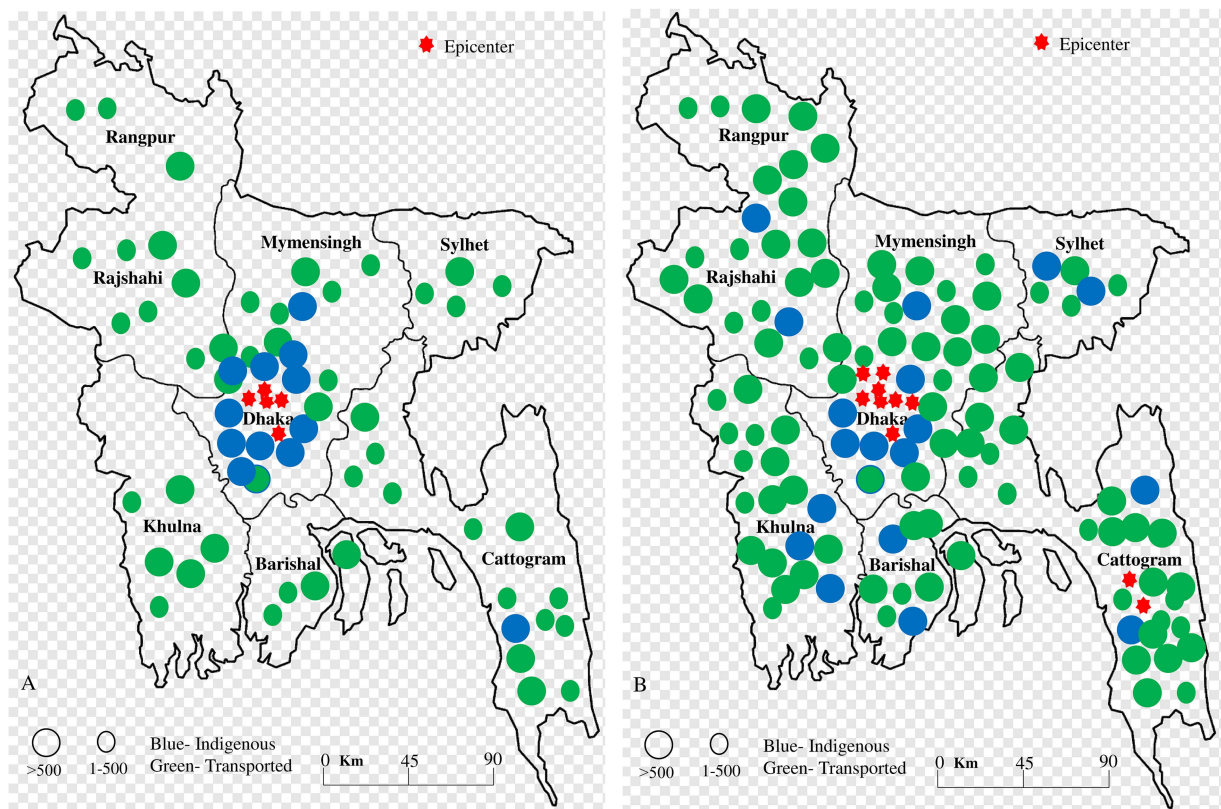 Epicenter
Rangpur
Mymensingh
Sylhet
Rajshahi
Dhaka
Khulna
Barishal
Cattogram
A
>500
1-500
Blue- Indigenous
Green- Transported
0 Km 45 90
Epicenter
Rangpur
Mymensingh
Sylhet
Rajshahi
Dhaka
Khulna
Barishal
Cattogram
B
>500
1-500
Blue- Indigenous
Green- Transported
0 Km 45 90